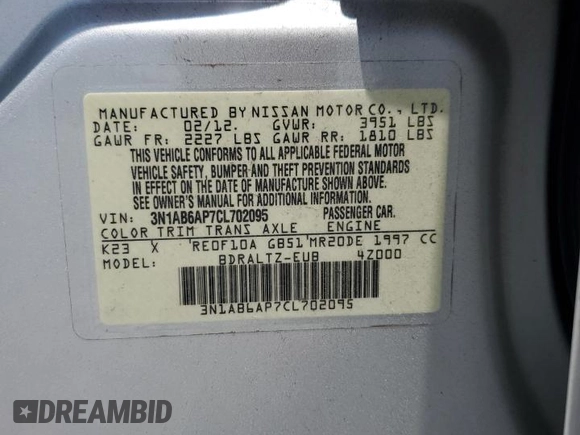 MANUFACTURED BY NISSAN MOTOR CO., LTD.
DATE: 02/12. GVWR: 3951 LBS
GAWR FR: 2227 LBS GAWR RR: 1810 LBS
THIS VEHICLE CONFORMS TO ALL APPLICABLE FEDERAL MOTOR
VEHICLE SAFETY, BUMPER, AND THEFT PREVENTION STANDARDS
IN EFFECT ON THE DATE OF MANUFACTURE SHOWN ABOVE.
SEE OWNER'S MANUAL FOR ADDITIONAL INFORMATION.
VIN: 3N1AB6AP7CL702095 PASSENGER CAR.
COLOR TRIM TRANS AXLE ENGINE
K23 X RE0F10A GB51 MR20DE 1997 CC
MODEL: BDRALTZ-EUB 4Z000
3N1AB6AP7CL702095
DREAMBID